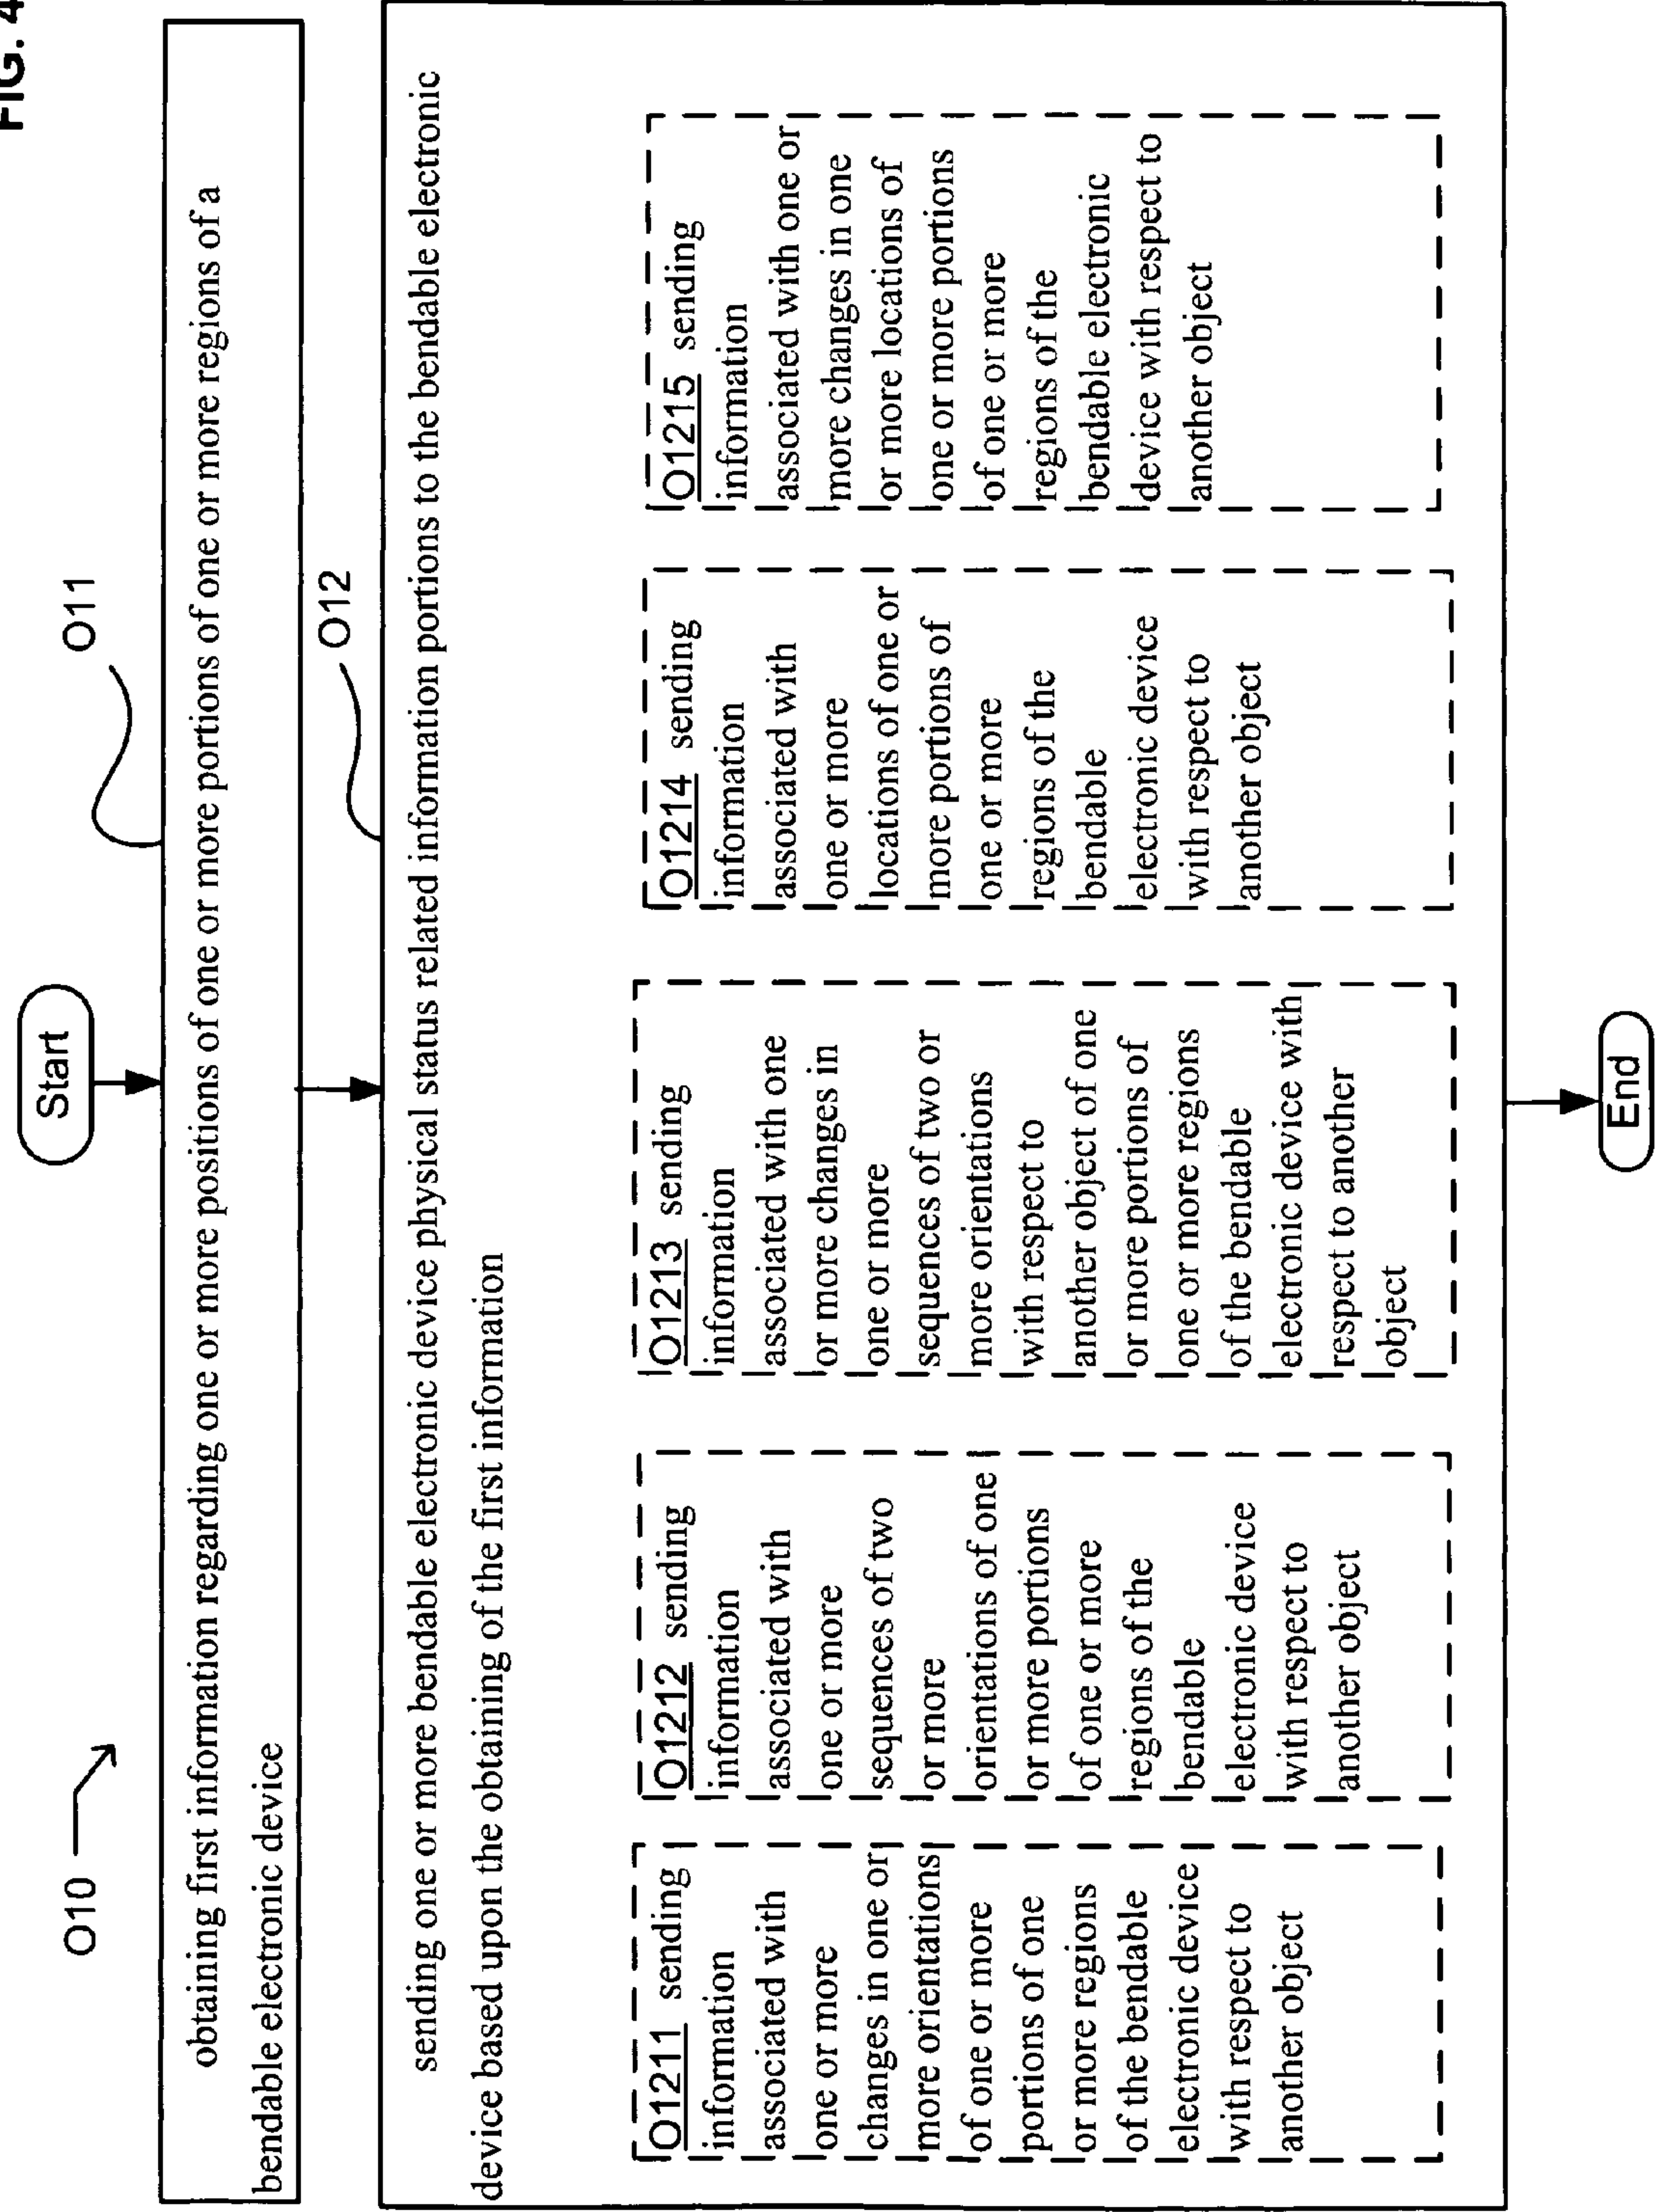 FIG. 4
Start
O10
O11
obtaining first information regarding one or more positions of one or more portions of one or more regions of a
bendable electronic device
O12
sending one or more bendable electronic device physical status related information portions to the bendable electronic
device based upon the obtaining of the first information
O1211 sending
information
associated with
one or more
changes in one or
more orientations
of one or more
portions of one
or more regions
of the bendable
electronic device
with respect to
another object
O1212 sending
information
associated with
one or more
sequences of two
or more
orientations of one
or more portions
of one or more
regions of the
bendable
electronic device
with respect to
another object
O1213 sending
information
associated with one
or more changes in
one or more
sequences of two or
more orientations
with respect to
another object of one
or more portions of
one or more regions
of the bendable
electronic device with
respect to another
object
O1214 sending
information
associated with
one or more
locations of one or
more portions of
one or more
regions of the
bendable
electronic device
with respect to
another object
O1215 sending
information
associated with one or
more changes in one
or more locations of
one or more portions
of one or more
regions of the
bendable electronic
device with respect to
another object
End